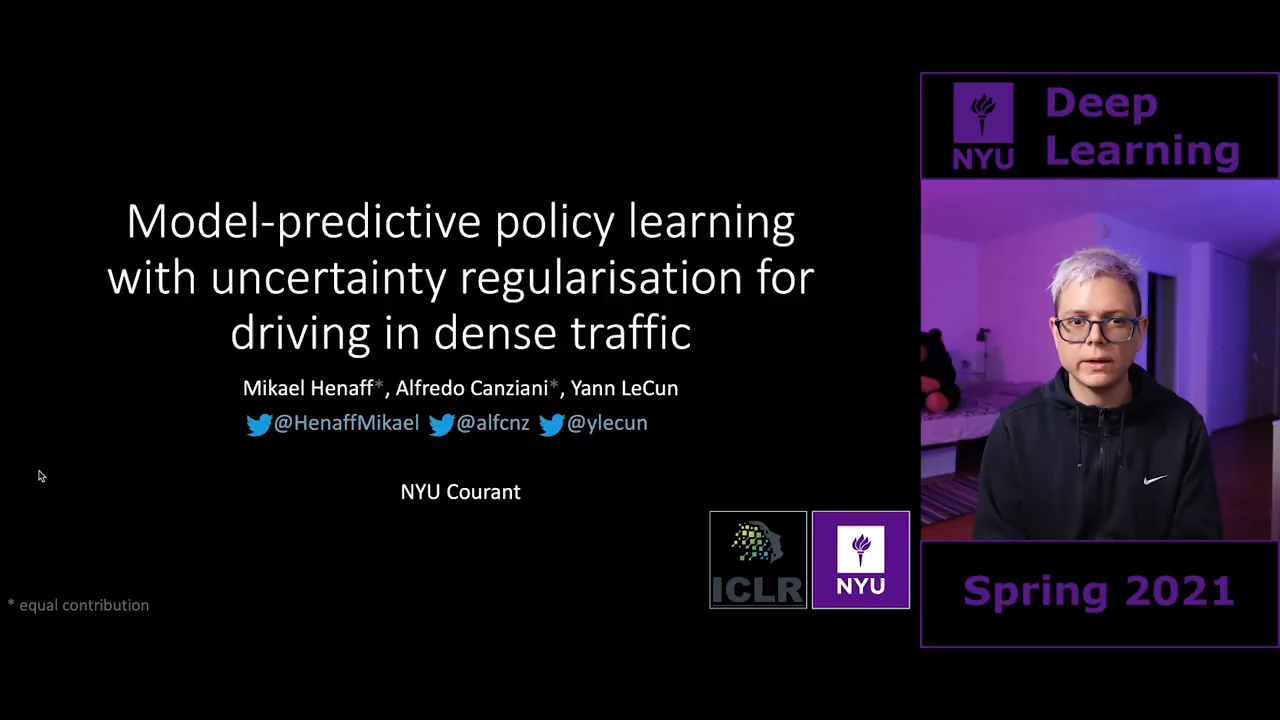 Model-predictive policy learning
with uncertainty regularisation for
driving in dense traffic
Mikael Henaff*, Alfredo Canziani*, Yann LeCun
@HenaffMikael @alfcnz @ylecun
NYU Courant
* equal contribution
ICLR
NYU
NYU
Deep
Learning
Spring 2021